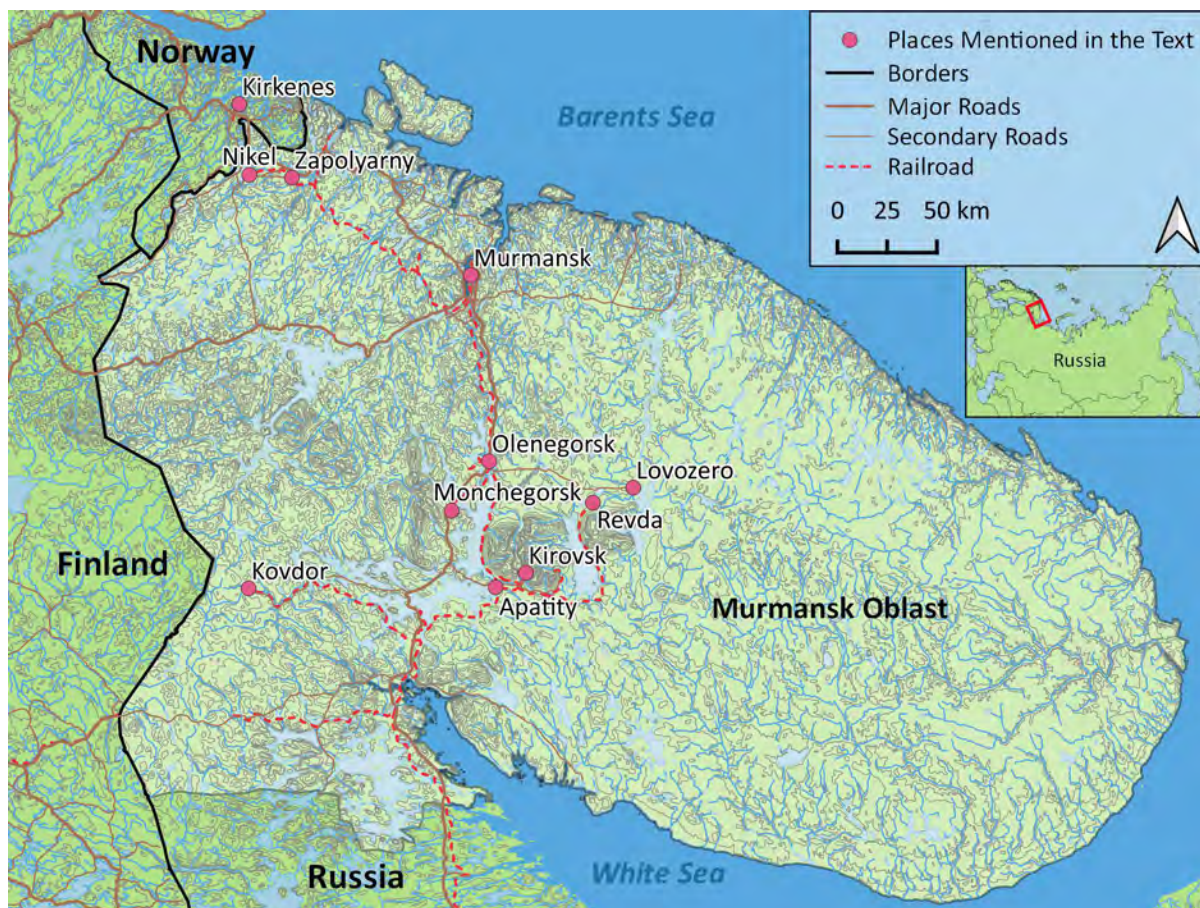 Norway
Kirkenes
Nikel
Zapolyarny
Barents Sea
Murmansk
Olenegorsk
Lovozero
Monchegorsk
Revda
Kirovsk
Finland
Kovdor
Apatity
Murmansk Oblast
Russia
White Sea
Places Mentioned in the Text
Borders
Major Roads
Secondary Roads
Railroad
0 25 50 km
Russia